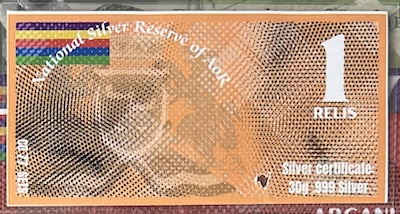 National Silver Reserve of AoR
1
RELIS
Silver certificate
30g .999 Silver